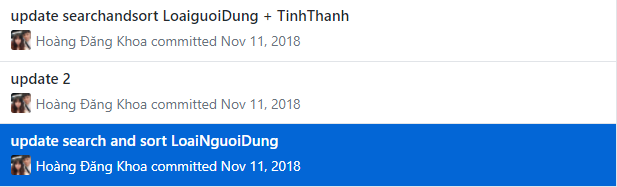 update searchandsort LoaiguoiDung + TinhThanh
Hoàng Đăng Khoa committed Nov 11, 2018
update 2
Hoàng Đăng Khoa committed Nov 11, 2018
update search and sort LoaiNguoiDung
Hoàng Đăng Khoa committed Nov 11, 2018